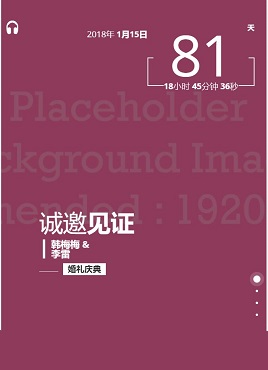 2018年 1月15日
81
天
18小时 45分钟 36秒
Placeholder
ckground Ima
mended : 1920
诚邀见证
韩梅梅 &
李雷
婚礼庆典